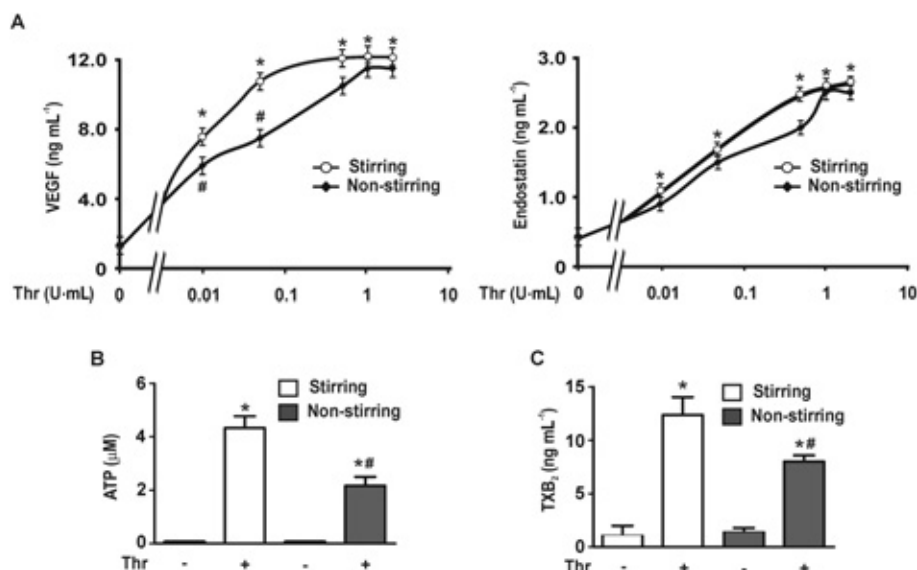 A
VEGF (ng mL⁻¹)
12.0
8.0
4.0
0
* * * * *
# #
Stirring
Non-stirring
Thr (U·mL)
0 0.01 0.1 1 10
Endostatin (ng mL⁻¹)
3.0
2.0
1.0
0
* * * * *
Stirring
Non-stirring
Thr (U·mL)
0 0.01 0.1 1 10
B
ATP (μM)
6
4
2
0
Stirring
Non-stirring
* *#
Thr - + - +
C
TXB₂ (ng mL⁻¹)
15
10
5
0
Stirring
Non-stirring
* *#
Thr - + - +